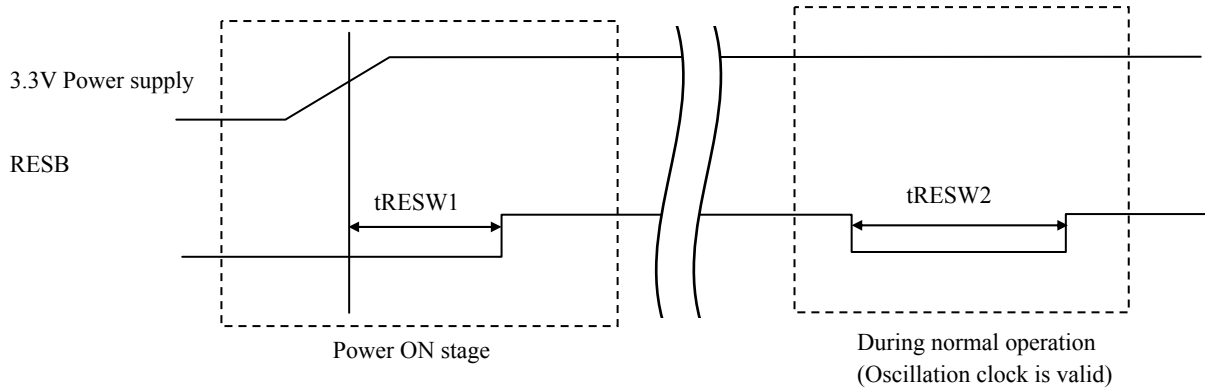 3.3V Power supply
RESB
tRESW1
tRESW2
Power ON stage
During normal operation
(Oscillation clock is valid)